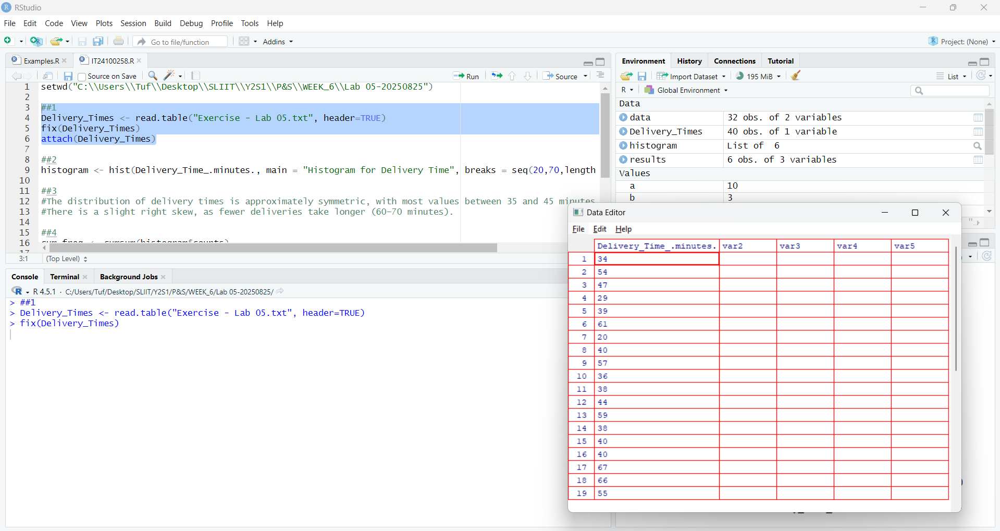 RStudio
File Edit Code View Plots Session Build Debug Profile Tools Help
Go to file/function Addins Project: (None)
Examples.R IT24100258.R
Source on Save Run Source
1 setwd("C:\\Users\\Tuf\\Desktop\\SLIIT\\Y2S1\\P&S\\WEEK_6\\Lab 05-20250825")
2
3 ##1
4 Delivery_Times <- read.table("Exercise - Lab 05.txt", header=TRUE)
5 fix(Delivery_Times)
6 attach(Delivery_Times)
7
8 ##2
9 histogram <- hist(Delivery_Time_.minutes., main = "Histogram for Delivery Time", breaks = seq(20,70,length
10
11 ##3
12 #The distribution of delivery times is approximately symmetric, with most values between 35 and 45 minutes
13 #There is a slight right skew, as fewer deliveries take longer (60-70 minutes).
14
15 ##4
16 cum_freq <- cumsum(histogram$counts)
17
3:1 (Top Level)
Console Terminal Background Jobs
R 4.5.1 · C:/Users/Tuf/Desktop/SLIIT/Y2S1/P&S/WEEK_6/Lab 05-20250825/
> ##1
> Delivery_Times <- read.table("Exercise - Lab 05.txt", header=TRUE)
> fix(Delivery_Times)
Environment History Connections Tutorial
Import Dataset 195 MiB List
R Global Environment
Data
data 32 obs. of 2 variables
Delivery_Times 40 obs. of 1 variable
histogram List of 6
results 6 obs. of 3 variables
Values
a 10
b 3
Data Editor
File Edit Help
Delivery_Time_.minutes. var2 var3 var4 var5
1 34
2 54
3 47
4 29
5 39
6 61
7 20
8 40
9 57
10 36
11 38
12 44
13 59
14 38
15 40
16 40
17 67
18 66
19 55